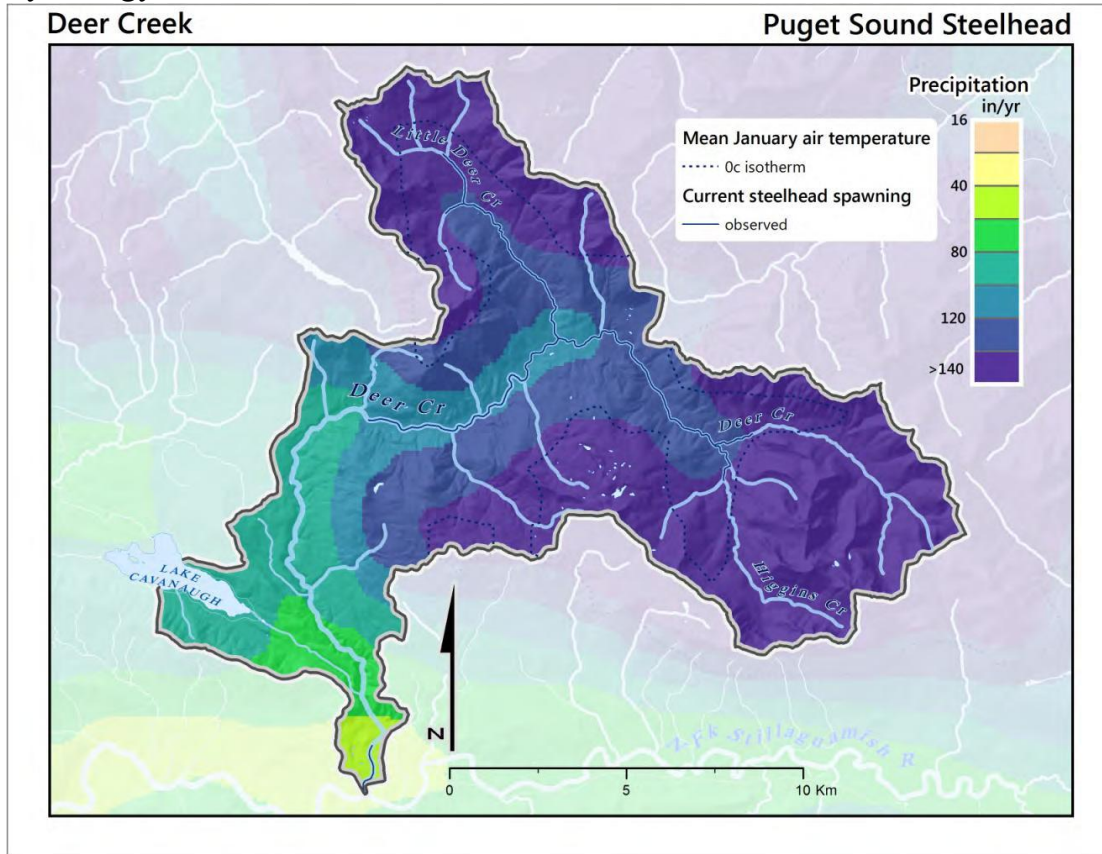 Deer Creek
Puget Sound Steelhead
Precipitation
in/yr
16
40
80
120
>140
Mean January air temperature
0c isotherm
Current steelhead spawning
observed
Little Deer Cr
Deer Cr
Deer Cr
Higgins Cr
LAKE
CAVANAUGH
N
N Frk Stillaguamish R
0
5
10 Km